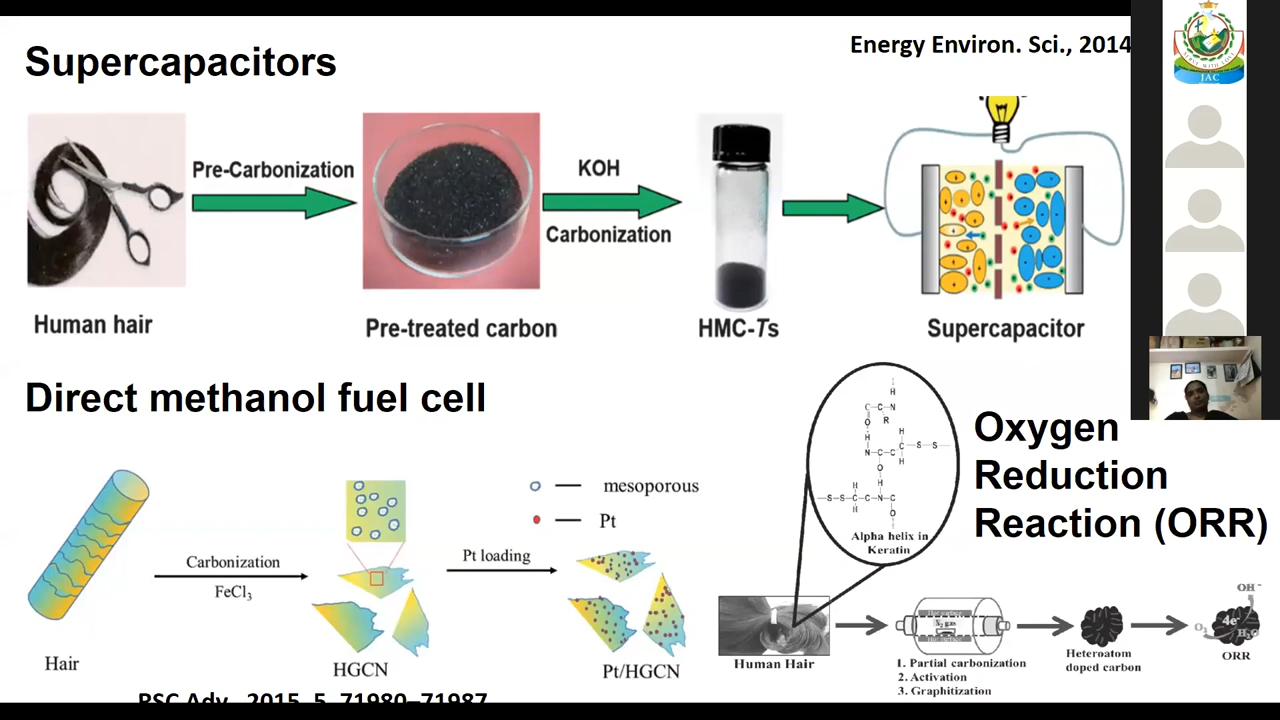 Supercapacitors
Energy Environ. Sci., 2014
JAC
Pre-Carbonization
KOH
Carbonization
Human hair
Pre-treated carbon
HMC-Ts
Supercapacitor
Direct methanol fuel cell
Oxygen
Reduction
Reaction (ORR)
mesoporous
Pt
Carbonization
FeCl3
Pt loading
Hair
HGCN
Pt/HGCN
H
C C N
O R
H H
N C C C S S
O H
H H
S S C C N C
H O
Alpha helix in
Keratin
Human Hair
1. Partial carbonization
2. Activation
3. Graphitization
Heteroatom
doped carbon
OH⁻
4e⁻
O2
H2O
ORR
RSC Adv., 2015, 5, 71980–71987